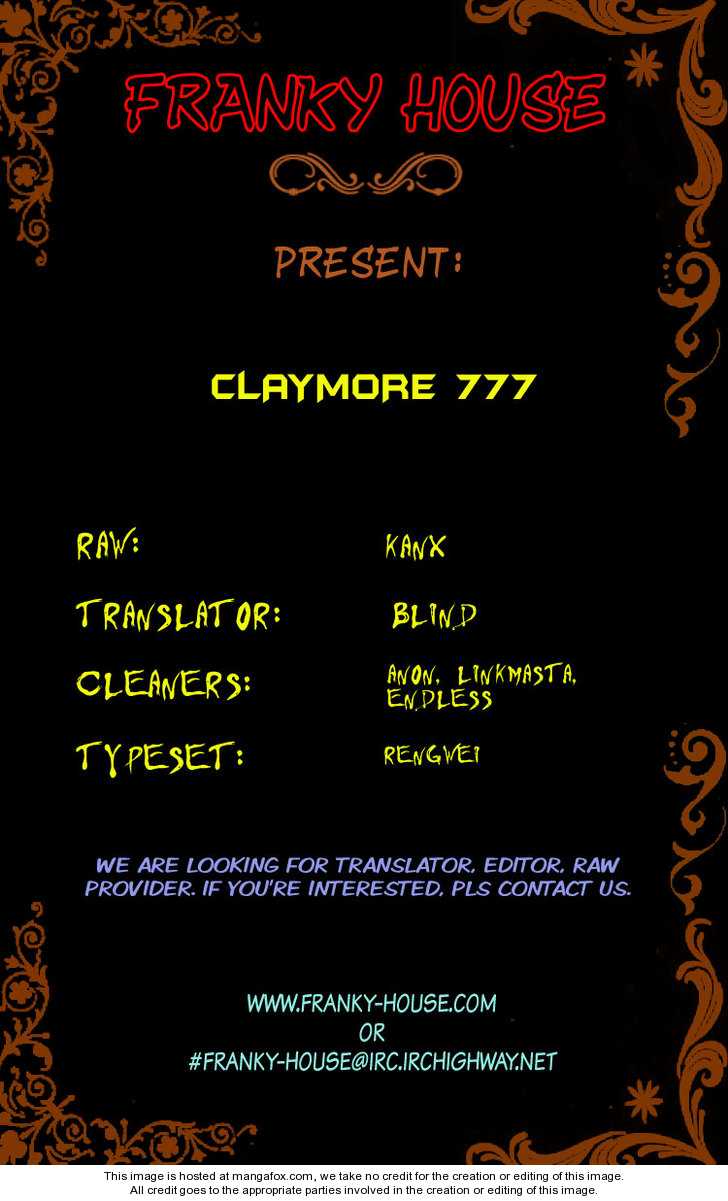 FRANKY HOUSE
PRESENT:
CLAYMORE 777
RAW: KANX
TRANSLATOR: BLIND
CLEANERS: ANON, LINKMASTA,
ENDLESS
TYPESET: RENGWEI
WE ARE LOOKING FOR TRANSLATOR, EDITOR, RAW
PROVIDER. IF YOU'RE INTERESTED, PLS CONTACT US.
WWW.FRANKY-HOUSE.COM
OR
#FRANKY-HOUSE@IRC.IRCHIGHWAY.NET
This image is hosted at mangafox.com, we take no credit for the creation or editing of this image.
All credit goes to the appropriate parties involved in the creation or editing of this image.